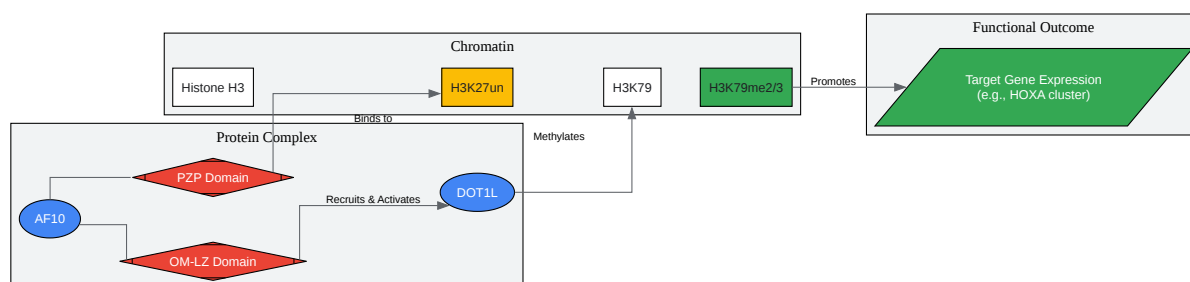 Functional Outcome
Chromatin
Histone H3
H3K27un
H3K79
H3K79me2/3
Promotes
Target Gene Expression
(e.g., HOXA cluster)
Binds to
Protein Complex
Methylates
PZP Domain
DOT1L
Recruits & Activates
AF10
OM-LZ Domain